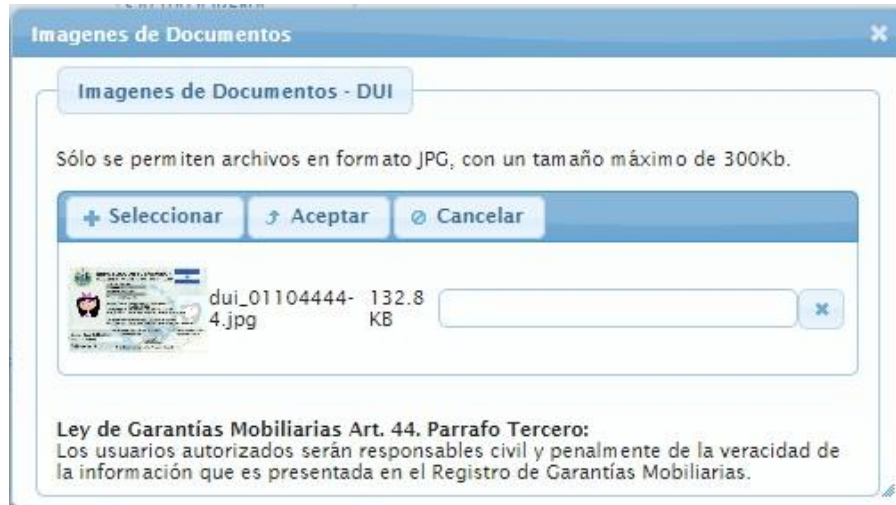 Imagenes de Documentos
Imagenes de Documentos - DUI
Sólo se permiten archivos en formato JPG, con un tamaño máximo de 300Kb.
Seleccionar Aceptar Cancelar
dui_01104444- 132.8
4.jpg KB
Ley de Garantías Mobiliarias Art. 44. Parrafo Tercero:
Los usuarios autorizados serán responsables civil y penalmente de la veracidad de
la información que es presentada en el Registro de Garantías Mobiliarias.